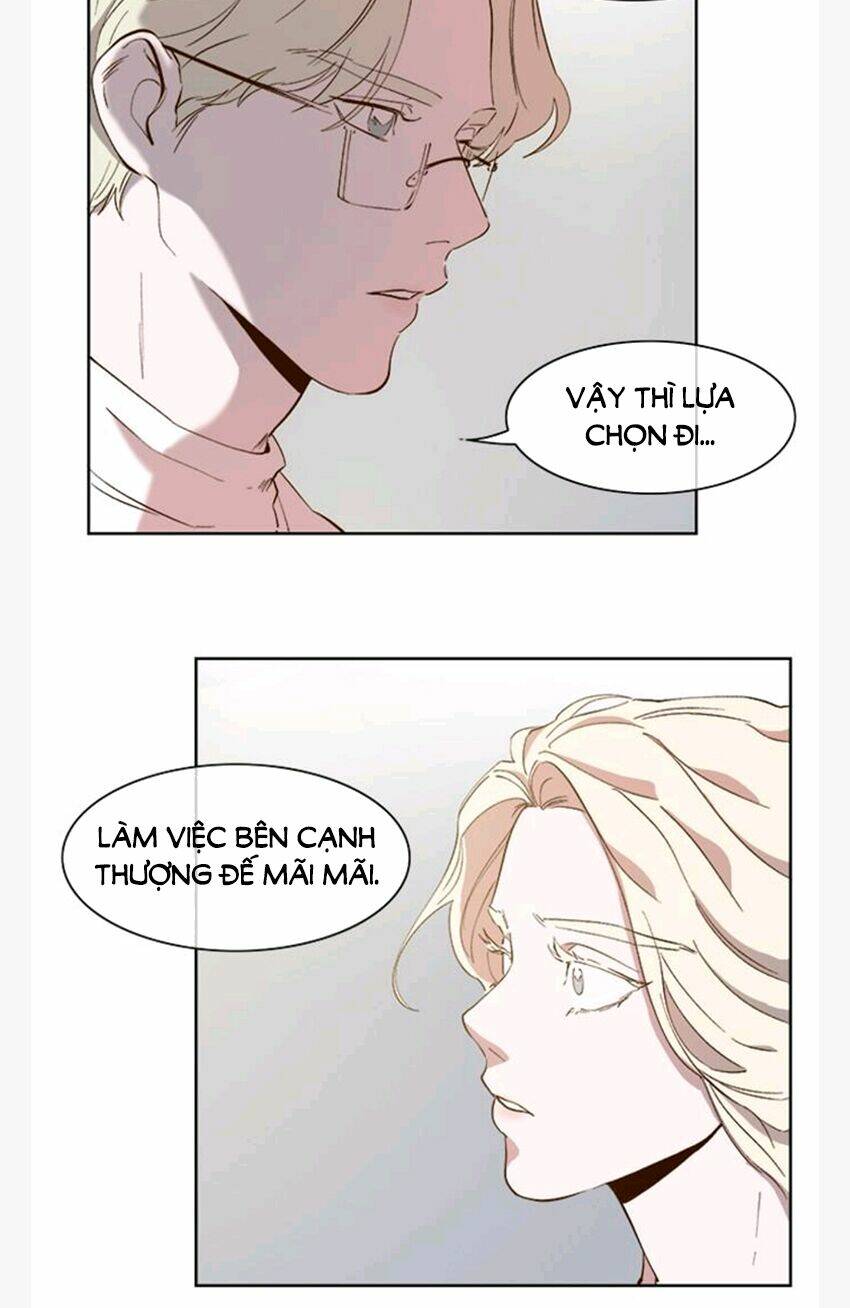 VẬY THÌ LỰA
CHỌN ĐI...
LÀM VIỆC BÊN CẠNH
THƯỢNG ĐẾ MÃI MÃI.